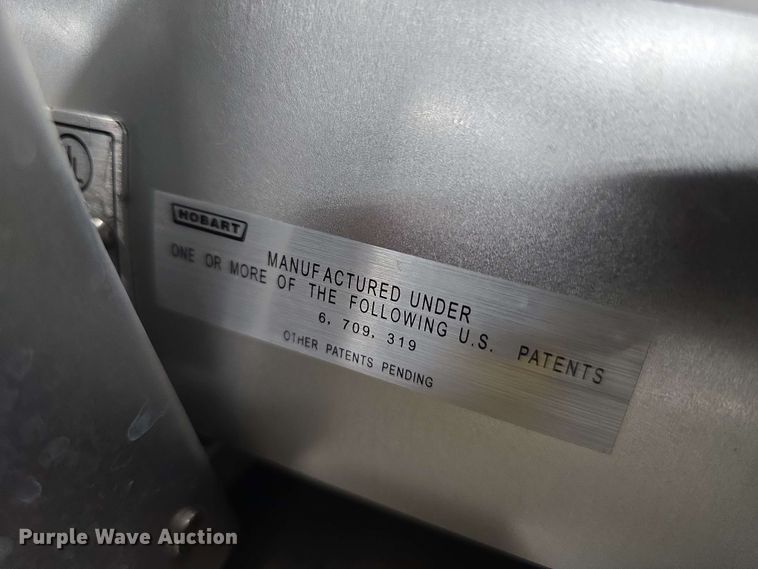 UL
HOBART
MANUFACTURED UNDER
ONE OR MORE OF THE FOLLOWING U.S. PATENTS
6, 709, 319
OTHER PATENTS PENDING
Purple Wave Auction